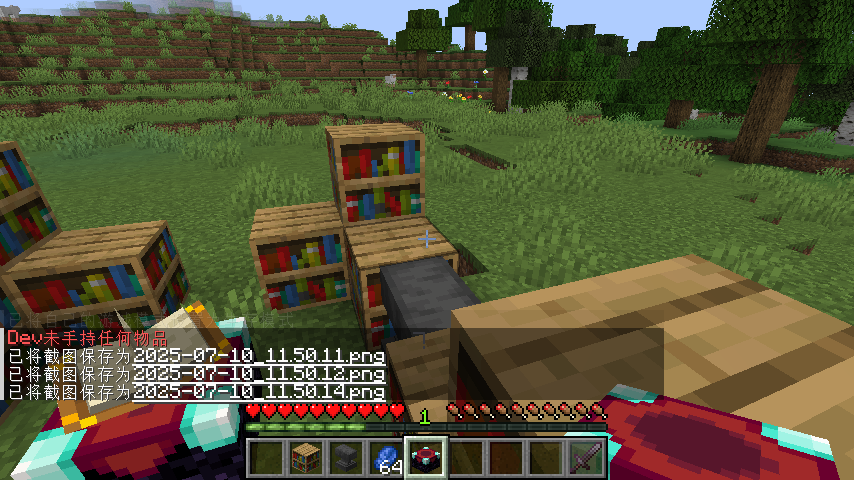 Dev未手持任何物品
已将截图保存为2025-07-10_11.50.11.png
已将截图保存为2025-07-10_11.50.12.png
已将截图保存为2025-07-10_11.50.14.png
1
64